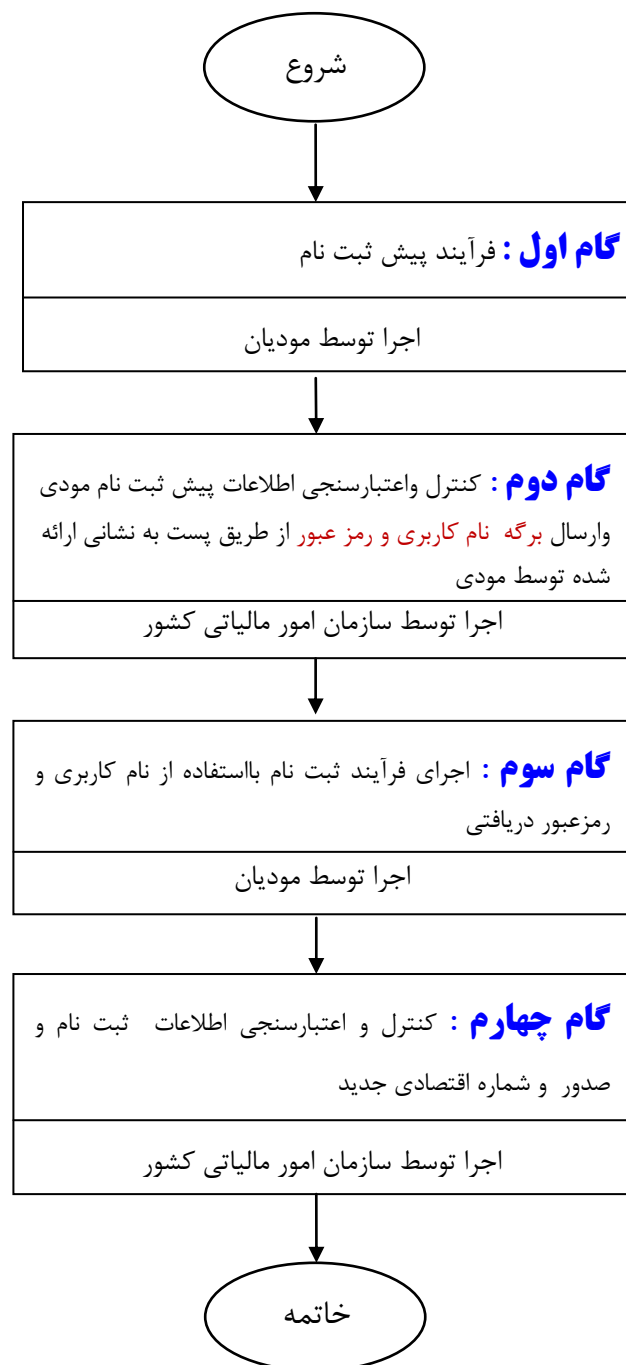 شروع
گام اول : فرآیند پیش ثبت نام
اجرا توسط مودیان
گام دوم : کنترل واعتبارسنجی اطلاعات پیش ثبت نام مودی
وارسال برگه نام کاربری و رمز عبور از طریق پست به نشانی ارائه
شده توسط مودی
اجرا توسط سازمان امور مالیاتی کشور
گام سوم : اجرای فرآیند ثبت نام بااستفاده از نام کاربری و
رمزعبور دریافتی
اجرا توسط مودیان
گام چهارم : کنترل و اعتبارسنجی اطلاعات ثبت نام و
صدور و شماره اقتصادی جدید
اجرا توسط سازمان امور مالیاتی کشور
خاتمه